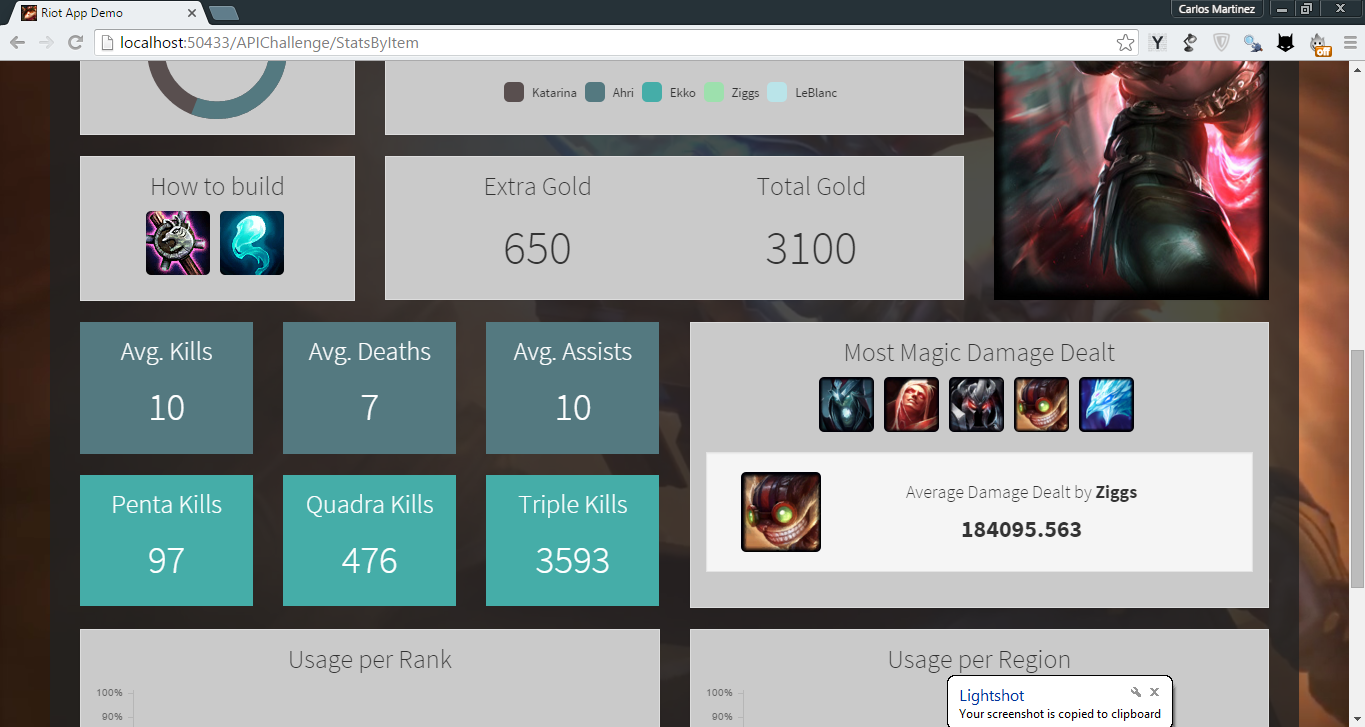 Riot App Demo
Carlos Martinez
localhost:50433/APIChallenge/StatsByItem
Y
off
Katarina Ahri Ekko Ziggs LeBlanc
How to build
Extra Gold
650
Total Gold
3100
Avg. Kills
10
Avg. Deaths
7
Avg. Assists
10
Most Magic Damage Dealt
Average Damage Dealt by Ziggs
184095.563
Penta Kills
97
Quadra Kills
476
Triple Kills
3593
Usage per Rank
100%
90%
Usage per Region
100%
90%
Lightshot
Your screenshot is copied to clipboard